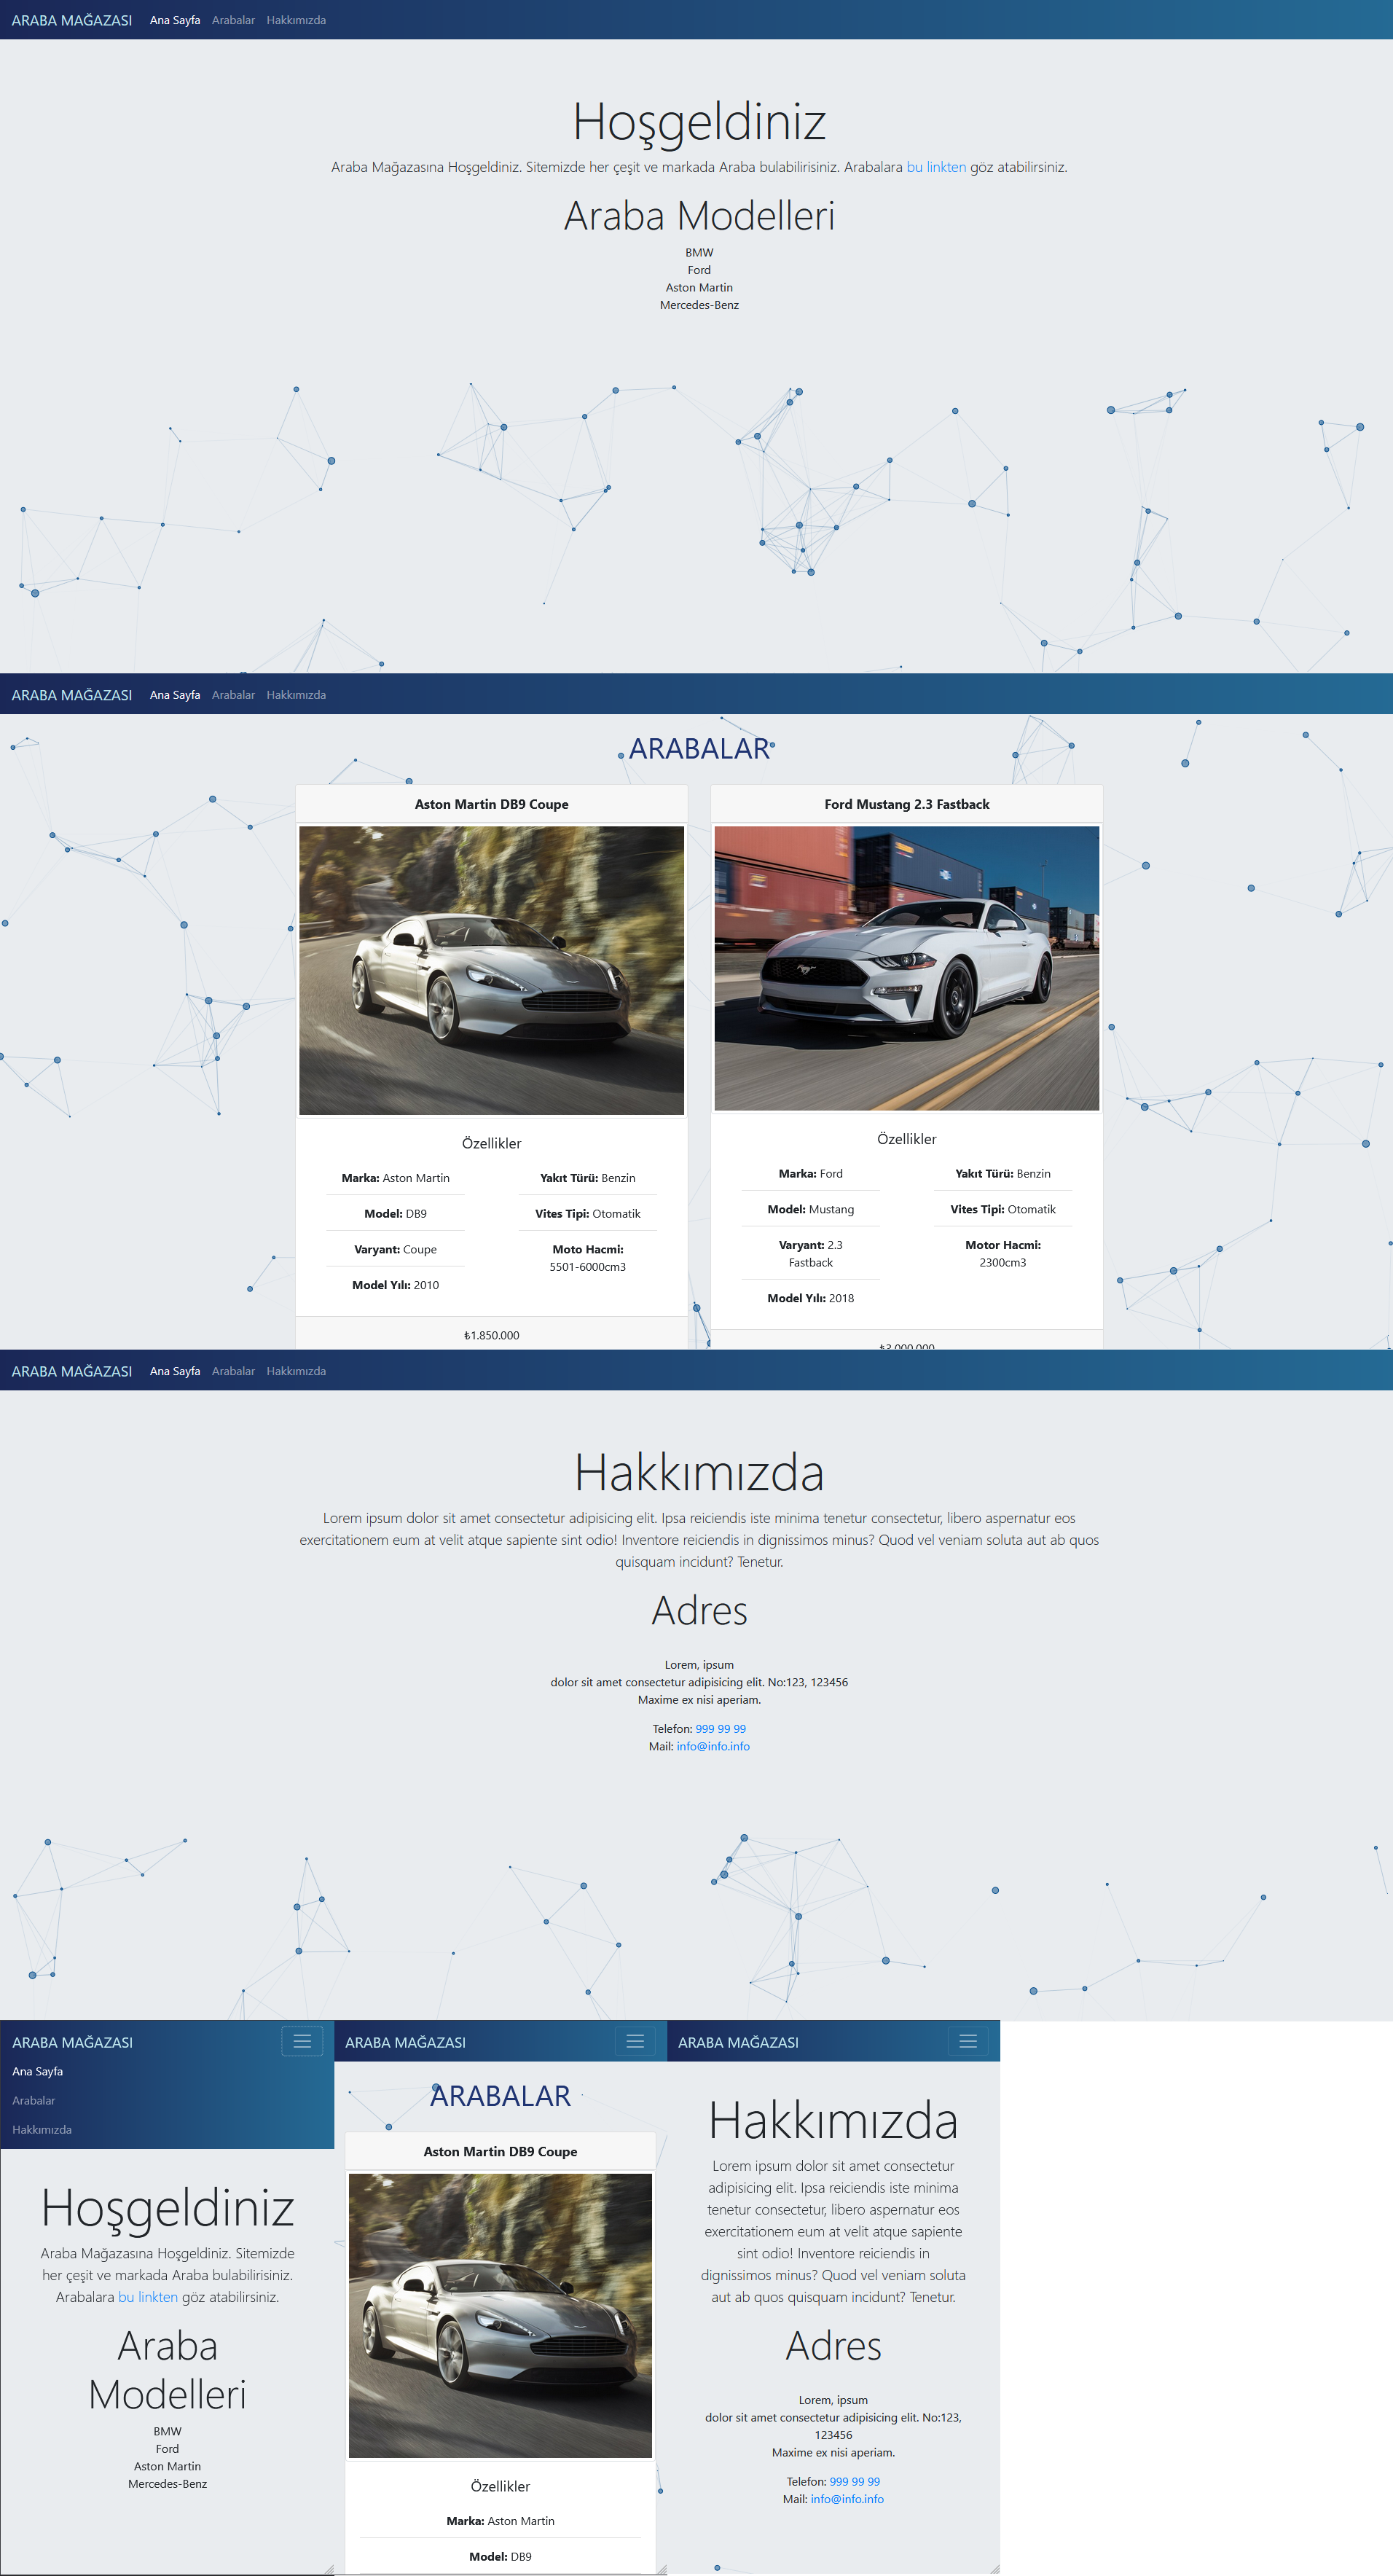 ARABA MAĞAZASI Ana Sayfa Arabalar Hakkımızda
Hoşgeldiniz
Araba Mağazasına Hoşgeldiniz. Sitemizde her çeşit ve markada Araba bulabilirisiniz. Arabalara bu linkten göz atabilirsiniz.
Araba Modelleri
BMW
Ford
Aston Martin
Mercedes-Benz
ARABA MAĞAZASI Ana Sayfa Arabalar Hakkımızda
ARABALAR
Aston Martin DB9 Coupe
Özellikler
Marka: Aston Martin
Model: DB9
Varyant: Coupe
Model Yılı: 2010
Yakıt Türü: Benzin
Vites Tipi: Otomatik
Moto Hacmi:
5501-6000cm3
₺1.850.000
Ford Mustang 2.3 Fastback
Özellikler
Marka: Ford
Model: Mustang
Varyant: 2.3
Fastback
Model Yılı: 2018
Yakıt Türü: Benzin
Vites Tipi: Otomatik
Motor Hacmi:
2300cm3
ARABA MAĞAZASI Ana Sayfa Arabalar Hakkımızda
Hakkımızda
Lorem ipsum dolor sit amet consectetur adipisicing elit. Ipsa reiciendis iste minima tenetur consectetur, libero aspernatur eos
exercitationem eum at velit atque sapiente sint odio! Inventore reiciendis in dignissimos minus? Quod vel veniam soluta aut ab quos
quisquam incidunt? Tenetur.
Adres
Lorem, ipsum
dolor sit amet consectetur adipisicing elit. No:123, 123456
Maxime ex nisi aperiam.
Telefon: 999 99 99
Mail: info@info.info
ARABA MAĞAZASI
Ana Sayfa
Arabalar
Hakkımızda
Hoşgeldiniz
Araba Mağazasına Hoşgeldiniz. Sitemizde
her çeşit ve markada Araba bulabilirisiniz.
Arabalara bu linkten göz atabilirsiniz.
Araba
Modelleri
BMW
Ford
Aston Martin
Mercedes-Benz
ARABA MAĞAZASI
ARABALAR
Aston Martin DB9 Coupe
Özellikler
Marka: Aston Martin
Model: DB9
ARABA MAĞAZASI
Hakkımızda
Lorem ipsum dolor sit amet consectetur
adipisicing elit. Ipsa reiciendis iste minima
tenetur consectetur, libero aspernatur eos
exercitationem eum at velit atque sapiente
sint odio! Inventore reiciendis in
dignissimos minus? Quod vel veniam soluta
aut ab quos quisquam incidunt? Tenetur.
Adres
Lorem, ipsum
dolor sit amet consectetur adipisicing elit. No:123,
123456
Maxime ex nisi aperiam.
Telefon: 999 99 99
Mail: info@info.info